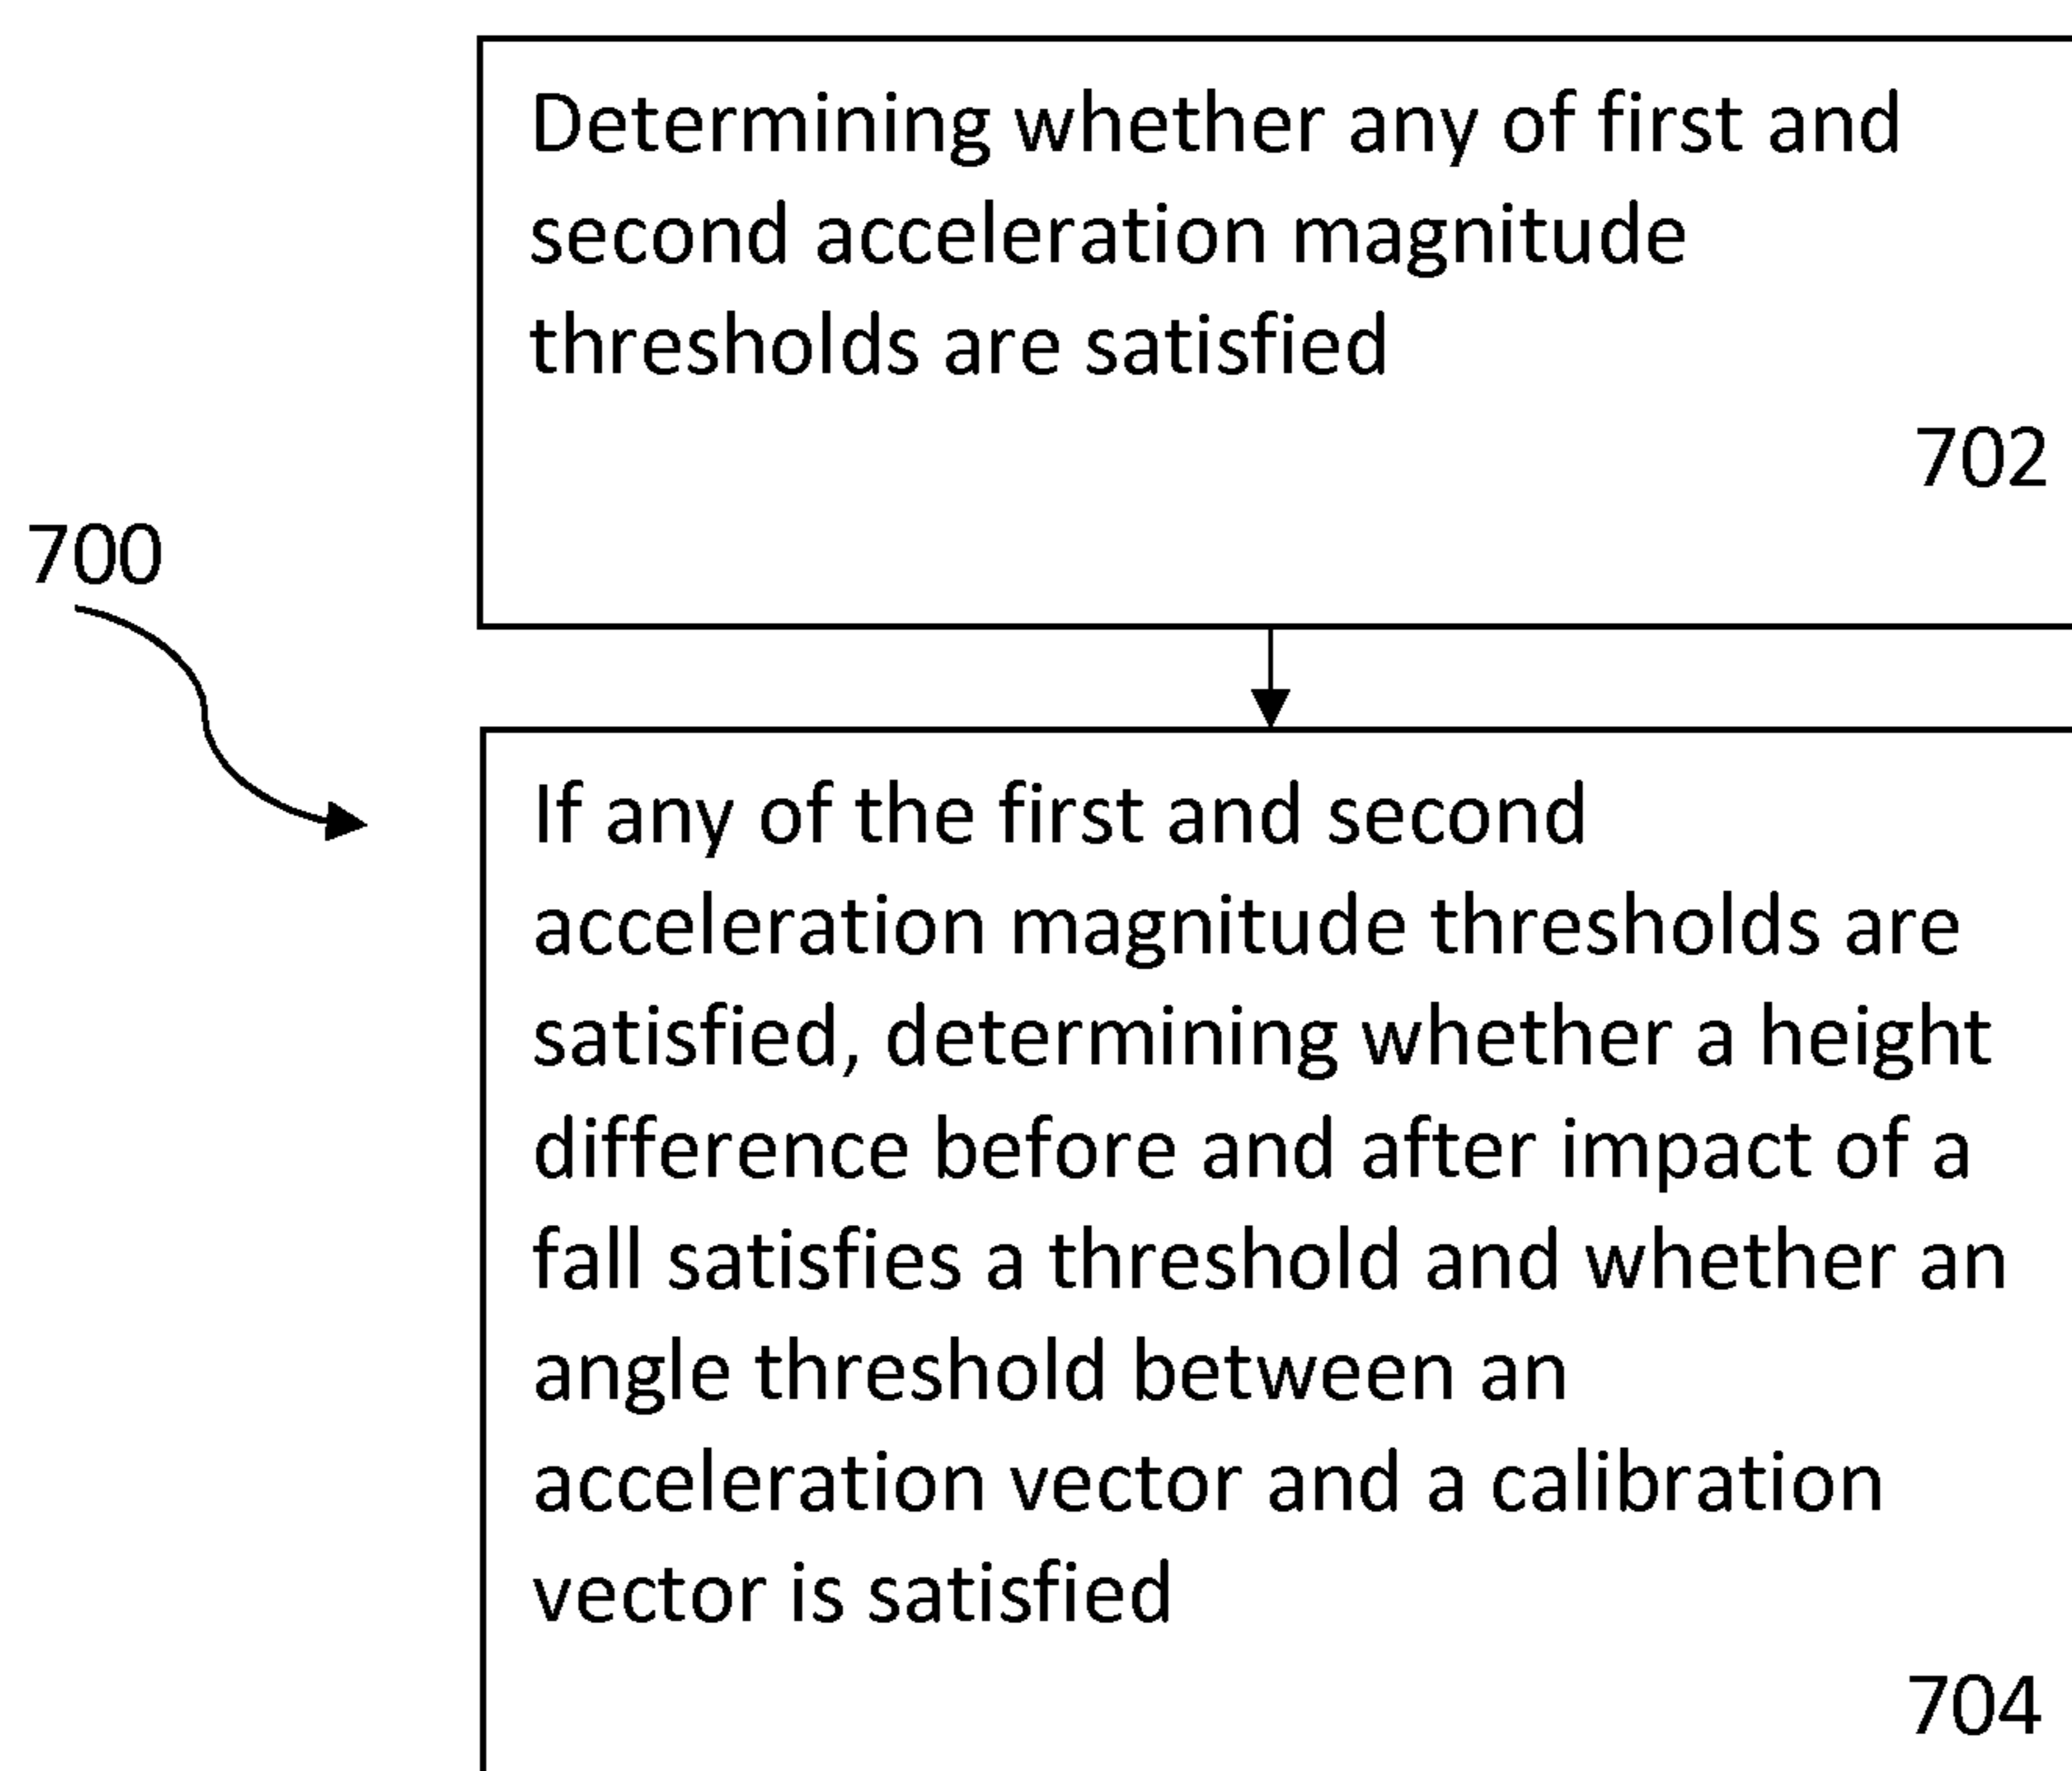 Determining whether any of first and
second acceleration magnitude
thresholds are satisfied
702
700
If any of the first and second
acceleration magnitude thresholds are
satisfied, determining whether a height
difference before and after impact of a
fall satisfies a threshold and whether an
angle threshold between an
acceleration vector and a calibration
vector is satisfied
704